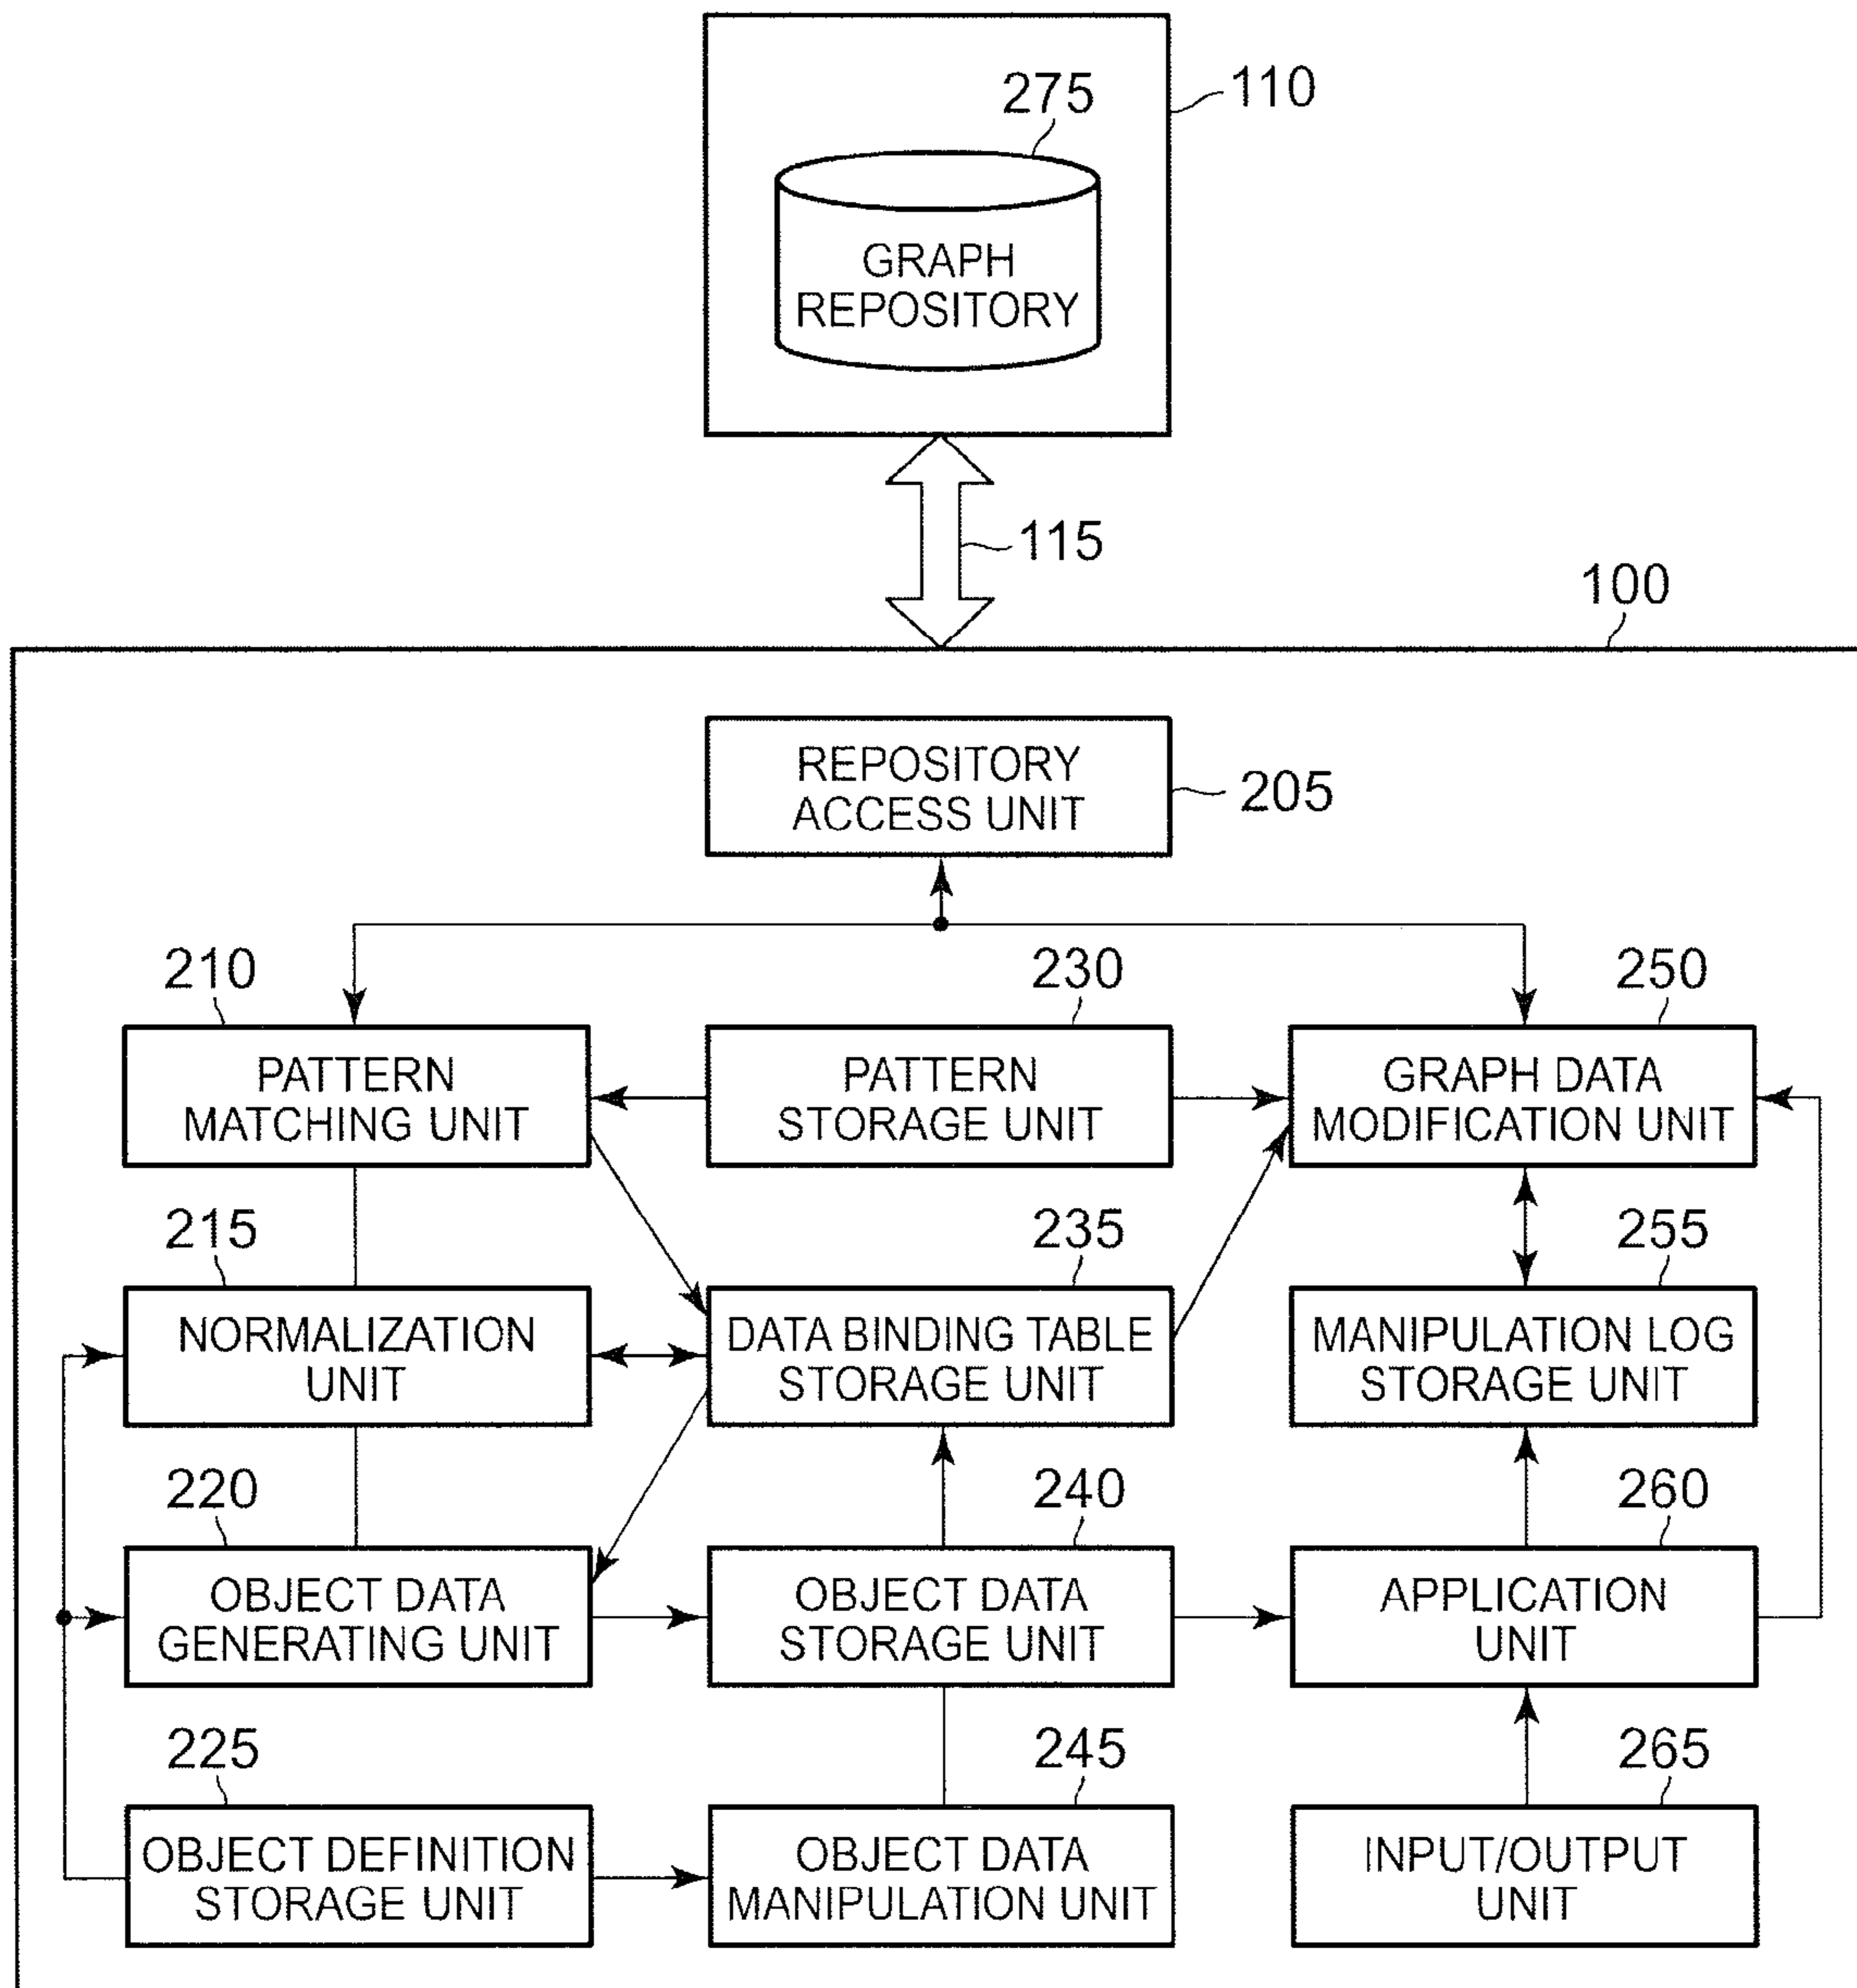 110
275
GRAPH
REPOSITORY
115
100
REPOSITORY
ACCESS UNIT
205
210
230
250
PATTERN
MATCHING UNIT
PATTERN
STORAGE UNIT
GRAPH DATA
MODIFICATION UNIT
215
235
255
NORMALIZATION
UNIT
DATA BINDING TABLE
STORAGE UNIT
MANIPULATION LOG
STORAGE UNIT
220
240
260
OBJECT DATA
GENERATING UNIT
OBJECT DATA
STORAGE UNIT
APPLICATION
UNIT
225
245
265
OBJECT DEFINITION
STORAGE UNIT
OBJECT DATA
MANIPULATION UNIT
INPUT/OUTPUT
UNIT